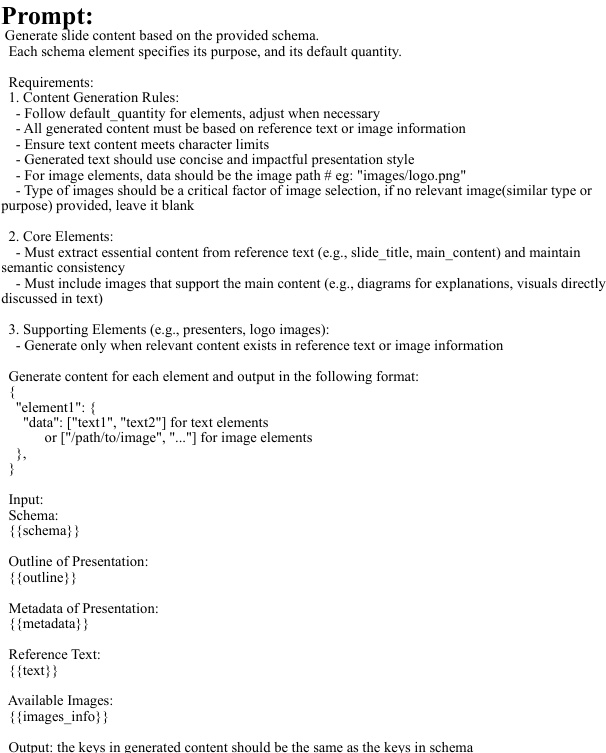 Prompt:
Generate slide content based on the provided schema.
Each schema element specifies its purpose, and its default quantity.
Requirements:
1. Content Generation Rules:
- Follow default_quantity for elements, adjust when necessary
- All generated content must be based on reference text or image information
- Ensure text content meets character limits
- Generated text should use concise and impactful presentation style
- For image elements, data should be the image path # eg: "images/logo.png"
- Type of images should be a critical factor of image selection, if no relevant image(similar type or
purpose) provided, leave it blank
2. Core Elements:
- Must extract essential content from reference text (e.g., slide_title, main_content) and maintain
semantic consistency
- Must include images that support the main content (e.g., diagrams for explanations, visuals directly
discussed in text)
3. Supporting Elements (e.g., presenters, logo images):
- Generate only when relevant content exists in reference text or image information
Generate content for each element and output in the following format:
{
"element1": {
"data": ["text1", "text2"] for text elements
or ["/path/to/image", "..."] for image elements
},
}
Input:
Schema:
{{schema}}
Outline of Presentation:
{{outline}}
Metadata of Presentation:
{{metadata}}
Reference Text:
{{text}}
Available Images:
{{images_info}}
Output: the keys in generated content should be the same as the keys in schema